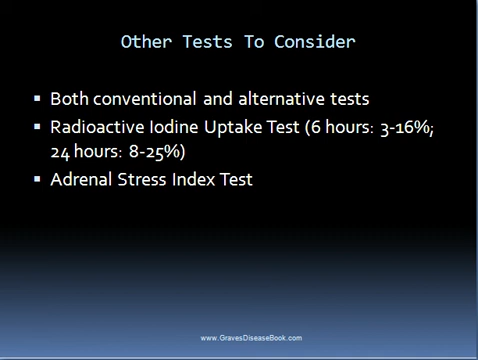 Other Tests To Consider
▪ Both conventional and alternative tests
▪ Radioactive Iodine Uptake Test (6 hours: 3-16%;
24 hours: 8-25%)
▪ Adrenal Stress Index Test
www.GravesDiseaseBook.com